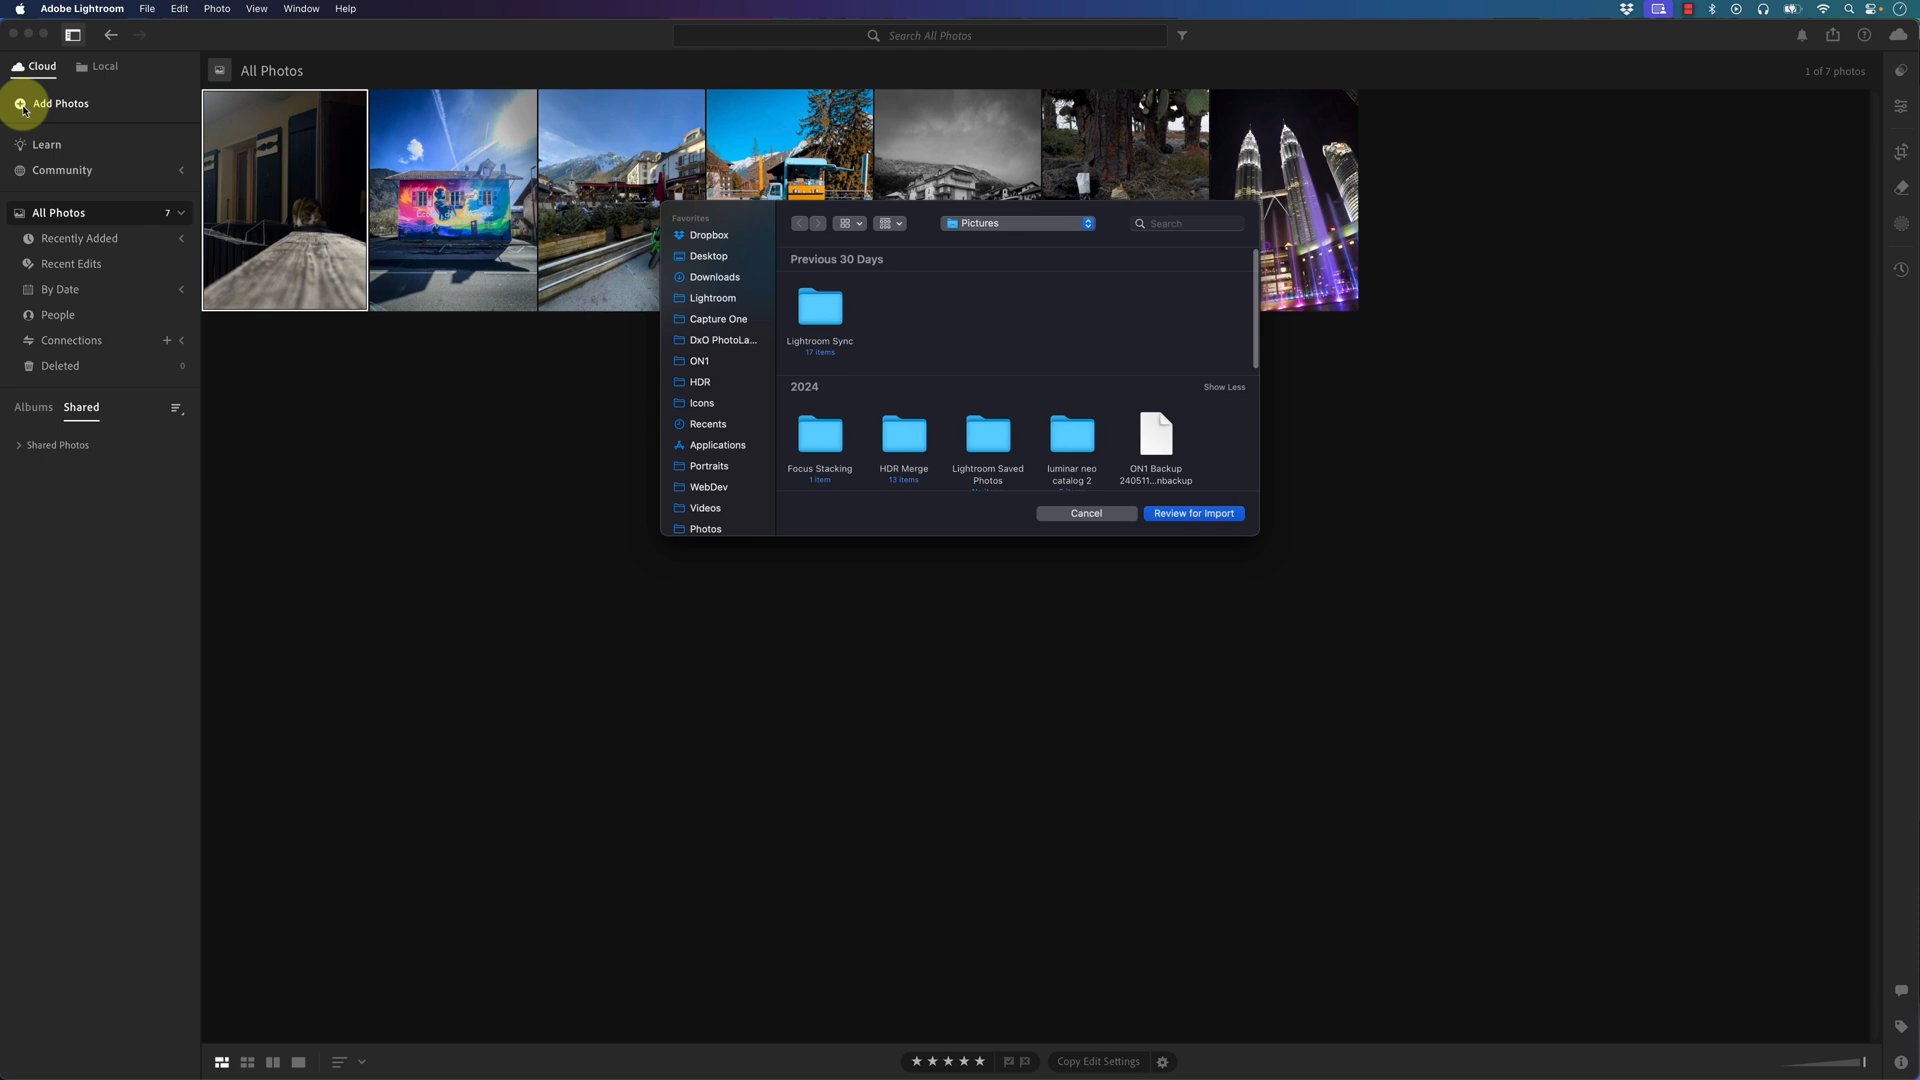 Adobe Lightroom File Edit Photo View Window Help
Search All Photos
Cloud Local
All Photos
1 of 7 photos
Add Photos
Learn
Community
All Photos 7
Recently Added
Recent Edits
By Date
People
Connections
Deleted 0
Albums Shared
Shared Photos
Favorites
Dropbox
Desktop
Downloads
Lightroom
Capture One
DxO PhotoLa...
ON1
HDR
Icons
Recents
Applications
Portraits
WebDev
Videos
Photos
Pictures
Search
Previous 30 Days
Lightroom Sync
17 items
2024
Show Less
Focus Stacking
1 item
HDR Merge
13 items
Lightroom Saved
Photos
luminar neo
catalog 2
ON1 Backup
240511...nbackup
Cancel
Review for Import
Copy Edit Settings